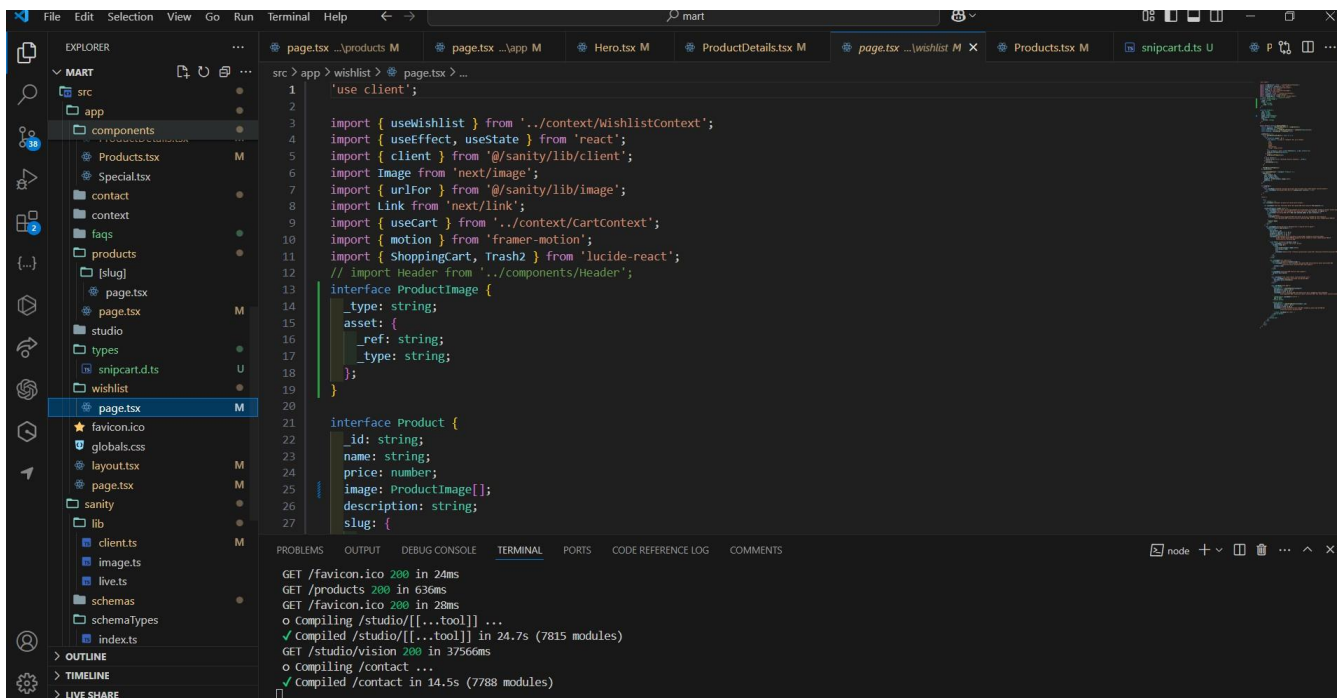 File Edit Selection View Go Run Terminal Help
mart
EXPLORER
page.tsx ...\products M
page.tsx ...\app M
Hero.tsx M
ProductDetails.tsx M
page.tsx ...\wishlist M
Products.tsx M
snipcart.d.ts U
P
MART
src
app
components
Products.tsx M
Special.tsx
contact
context
faqs
products
[slug]
page.tsx
page.tsx M
studio
types
snipcart.d.ts U
wishlist
page.tsx M
favicon.ico
globals.css
layout.tsx M
page.tsx M
sanity
lib
client.ts M
image.ts
live.ts
schemas
schemaTypes
index.ts
OUTLINE
TIMELINE
LIVE SHARE
38
2
src > app > wishlist > page.tsx > ...
1 'use client';
2
3 import { useWishlist } from '../context/WishlistContext';
4 import { useEffect, useState } from 'react';
5 import { client } from '@/sanity/lib/client';
6 import Image from 'next/image';
7 import { urlFor } from '@/sanity/lib/image';
8 import Link from 'next/link';
9 import { useCart } from '../context/CartContext';
10 import { motion } from 'framer-motion';
11 import { ShoppingCart, Trash2 } from 'lucide-react';
12 // import Header from '../components/Header';
13 interface ProductImage {
14 _type: string;
15 asset: {
16 _ref: string;
17 _type: string;
18 };
19 }
20
21 interface Product {
22 _id: string;
23 name: string;
24 price: number;
25 image: ProductImage[];
26 description: string;
27 slug: {
PROBLEMS OUTPUT DEBUG CONSOLE TERMINAL PORTS CODE REFERENCE LOG COMMENTS
node
GET /favicon.ico 200 in 24ms
GET /products 200 in 636ms
GET /favicon.ico 200 in 28ms
○ Compiling /studio/[[...tool]] ...
✓ Compiled /studio/[[...tool]] in 24.7s (7815 modules)
GET /studio/vision 200 in 37566ms
○ Compiling /contact ...
✓ Compiled /contact in 14.5s (7788 modules)